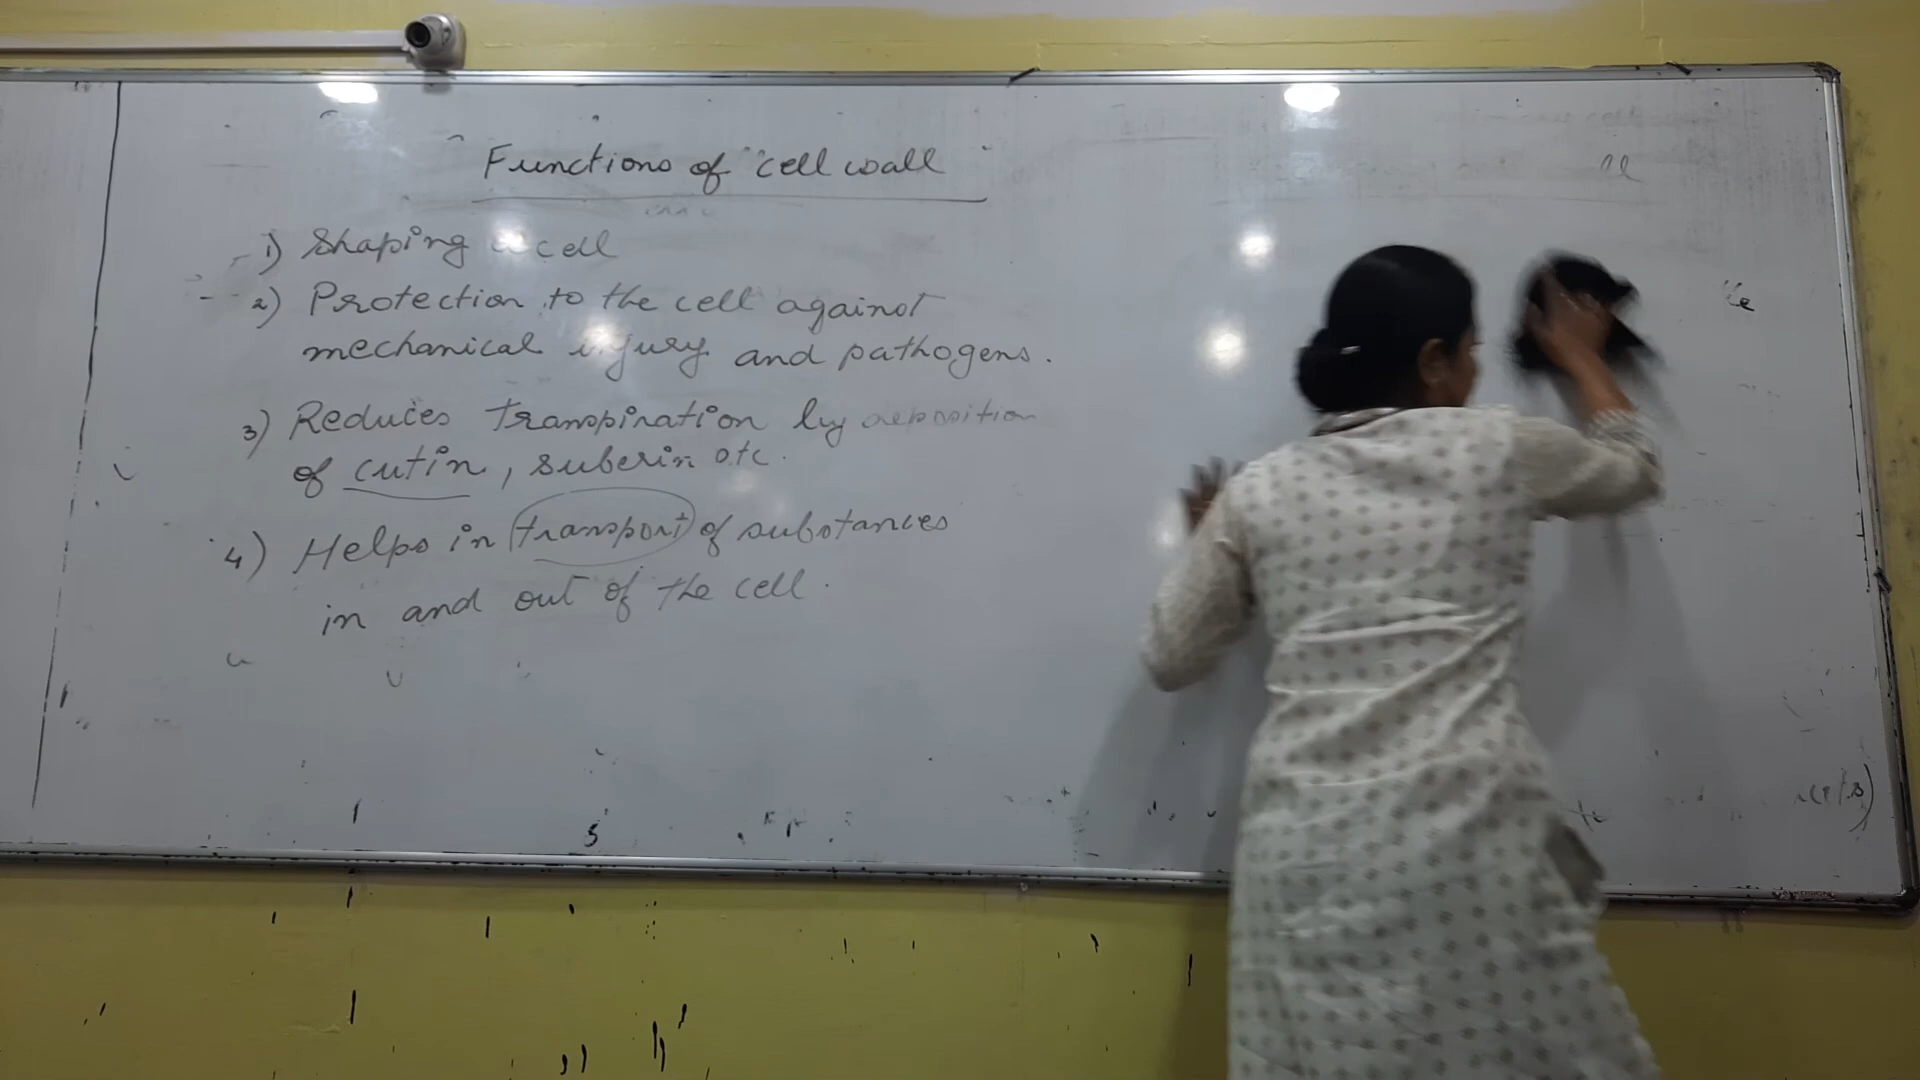 Functions of cell wall
1) Shaping a cell
2) Protection to the cell against
mechanical injury and pathogens.
3) Reduces transpiration by deposition
of cutin, suberin etc.
4) Helps in transport of substances
in and out of the cell.